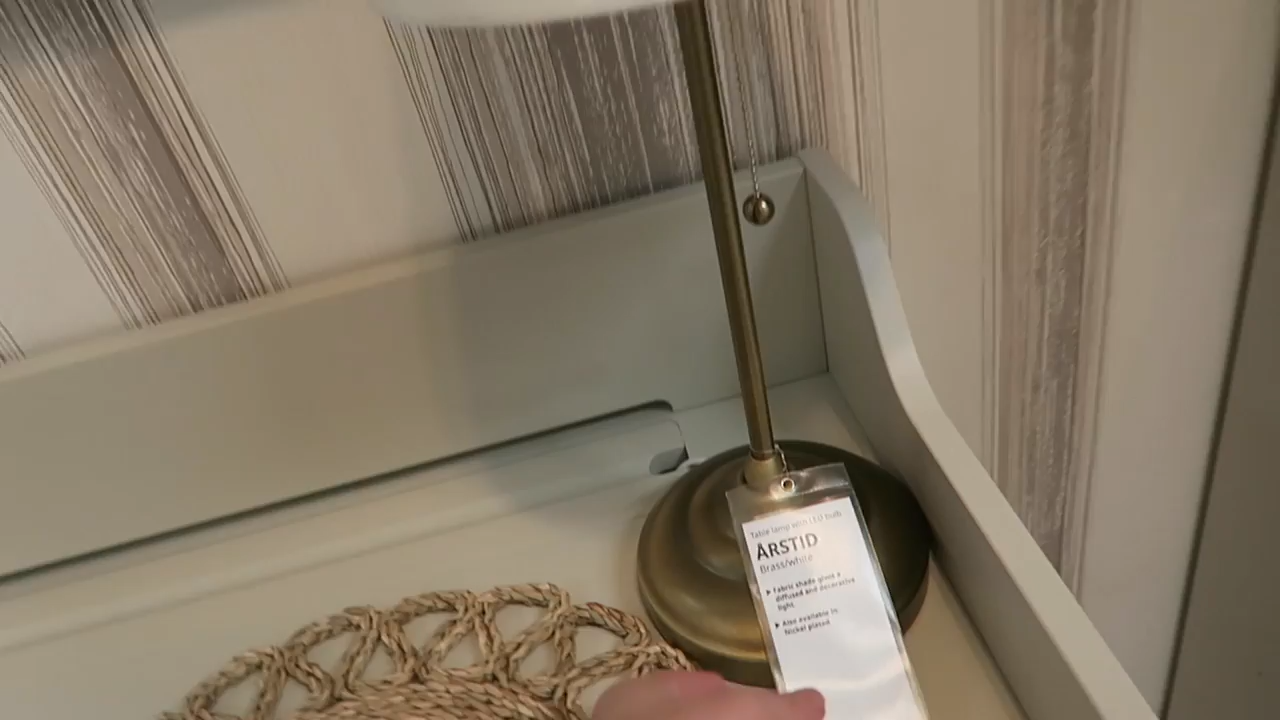 Table lamp with LED bulb
ÅRSTID
Brass/white
▸ Fabric shade gives a
diffused and decorative
light.
▸ Also available in
Nickel plated